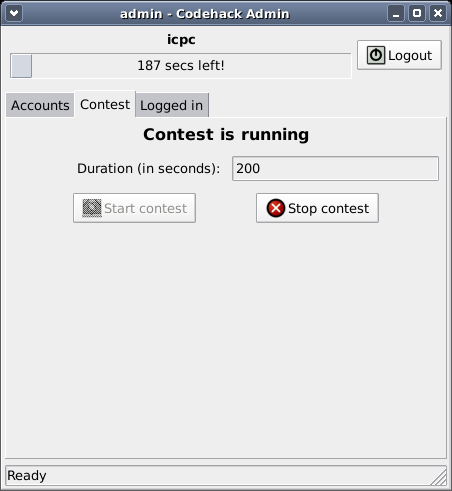 admin - Codehack Admin
icpc
187 secs left!
Logout
Accounts
Contest
Logged in
Contest is running
Duration (in seconds):
200
Start contest
Stop contest
Ready